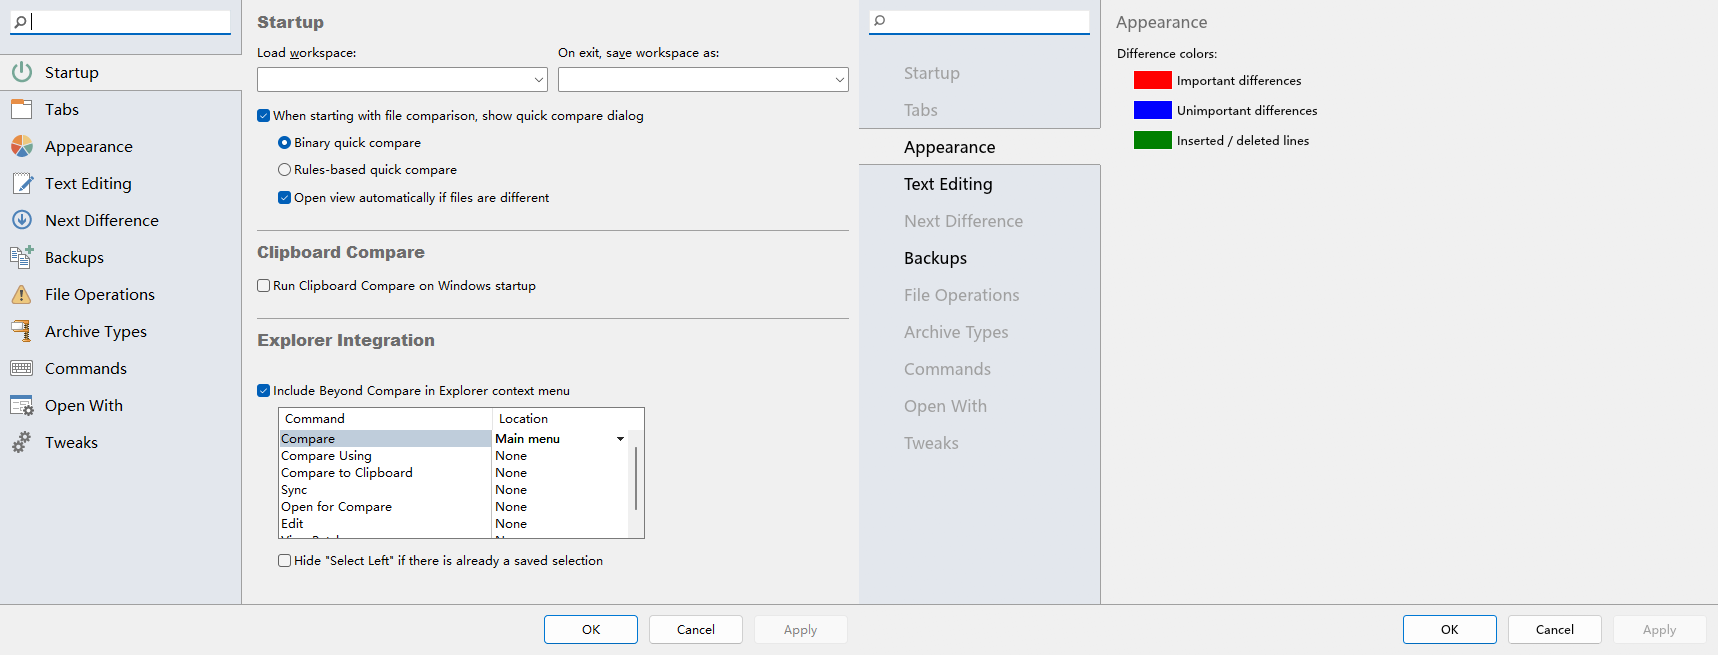 Startup
Tabs
Appearance
Text Editing
Next Difference
Backups
File Operations
Archive Types
Commands
Open With
Tweaks
Startup
Load workspace:
On exit, save workspace as:
When starting with file comparison, show quick compare dialog
Binary quick compare
Rules-based quick compare
Open view automatically if files are different
Clipboard Compare
Run Clipboard Compare on Windows startup
Explorer Integration
Include Beyond Compare in Explorer context menu
Command Location
Compare Main menu
Compare Using None
Compare to Clipboard None
Sync None
Open for Compare None
Edit None
Hide "Select Left" if there is already a saved selection
OK Cancel Apply
Startup
Tabs
Appearance
Text Editing
Next Difference
Backups
File Operations
Archive Types
Commands
Open With
Tweaks
Appearance
Difference colors:
Important differences
Unimportant differences
Inserted / deleted lines
OK Cancel Apply